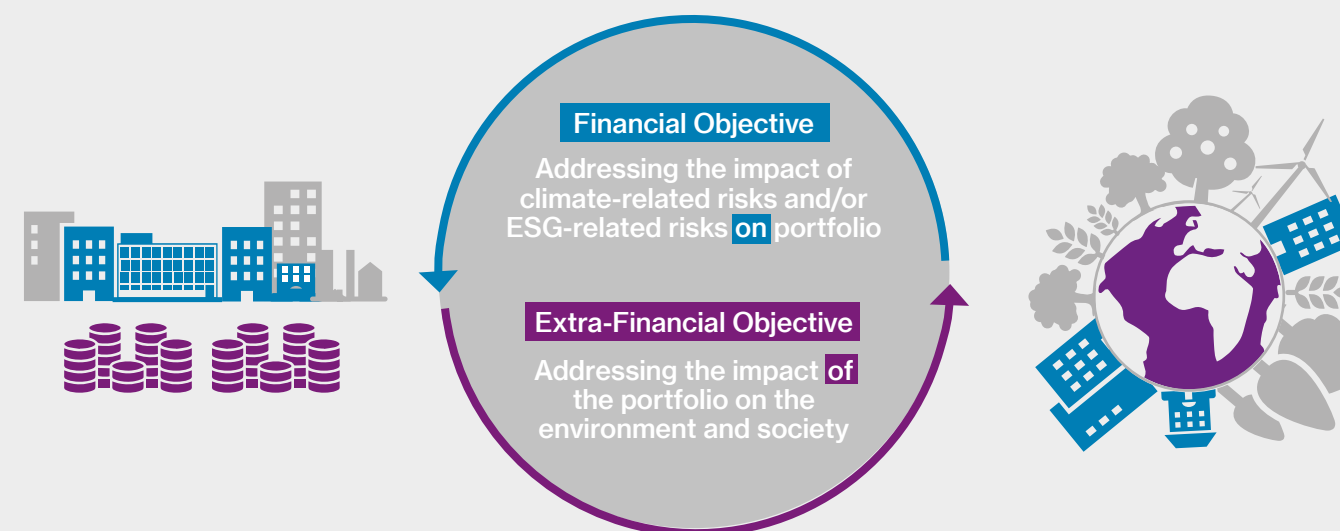 Financial Objective
Addressing the impact of
climate-related risks and/or
ESG-related risks on portfolio
Extra-Financial Objective
Addressing the impact of
the portfolio on the
environment and society